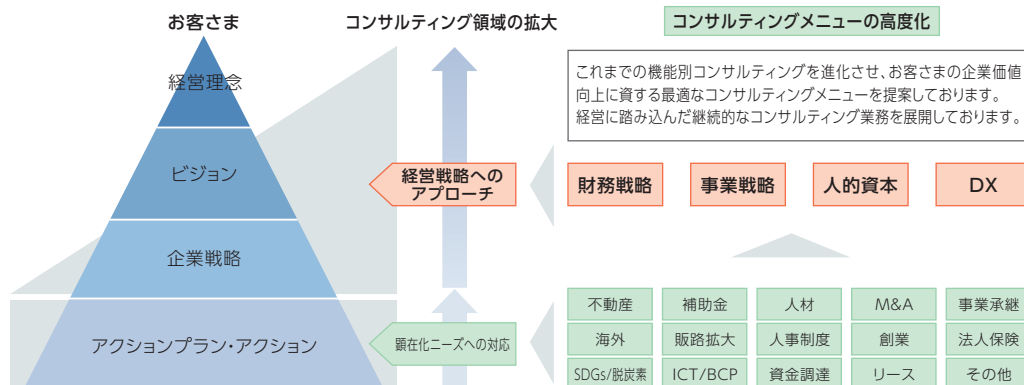 お客さま
コンサルティング領域の拡大
コンサルティングメニューの高度化
経営理念
ビジョン
企業戦略
アクションプラン・アクション
経営戦略への
アプローチ
顕在化ニーズへの対応
これまでの機能別コンサルティングを進化させ、お客さまの企業価値
向上に資する最適なコンサルティングメニューを提案しております。
経営に踏み込んだ継続的なコンサルティング業務を展開しております。
財務戦略 事業戦略 人的資本 DX
不動産 補助金 人材 M&A 事業承継
海外 販路拡大 人事制度 創業 法人保険
SDGs/脱炭素 ICT/BCP 資金調達 リース その他